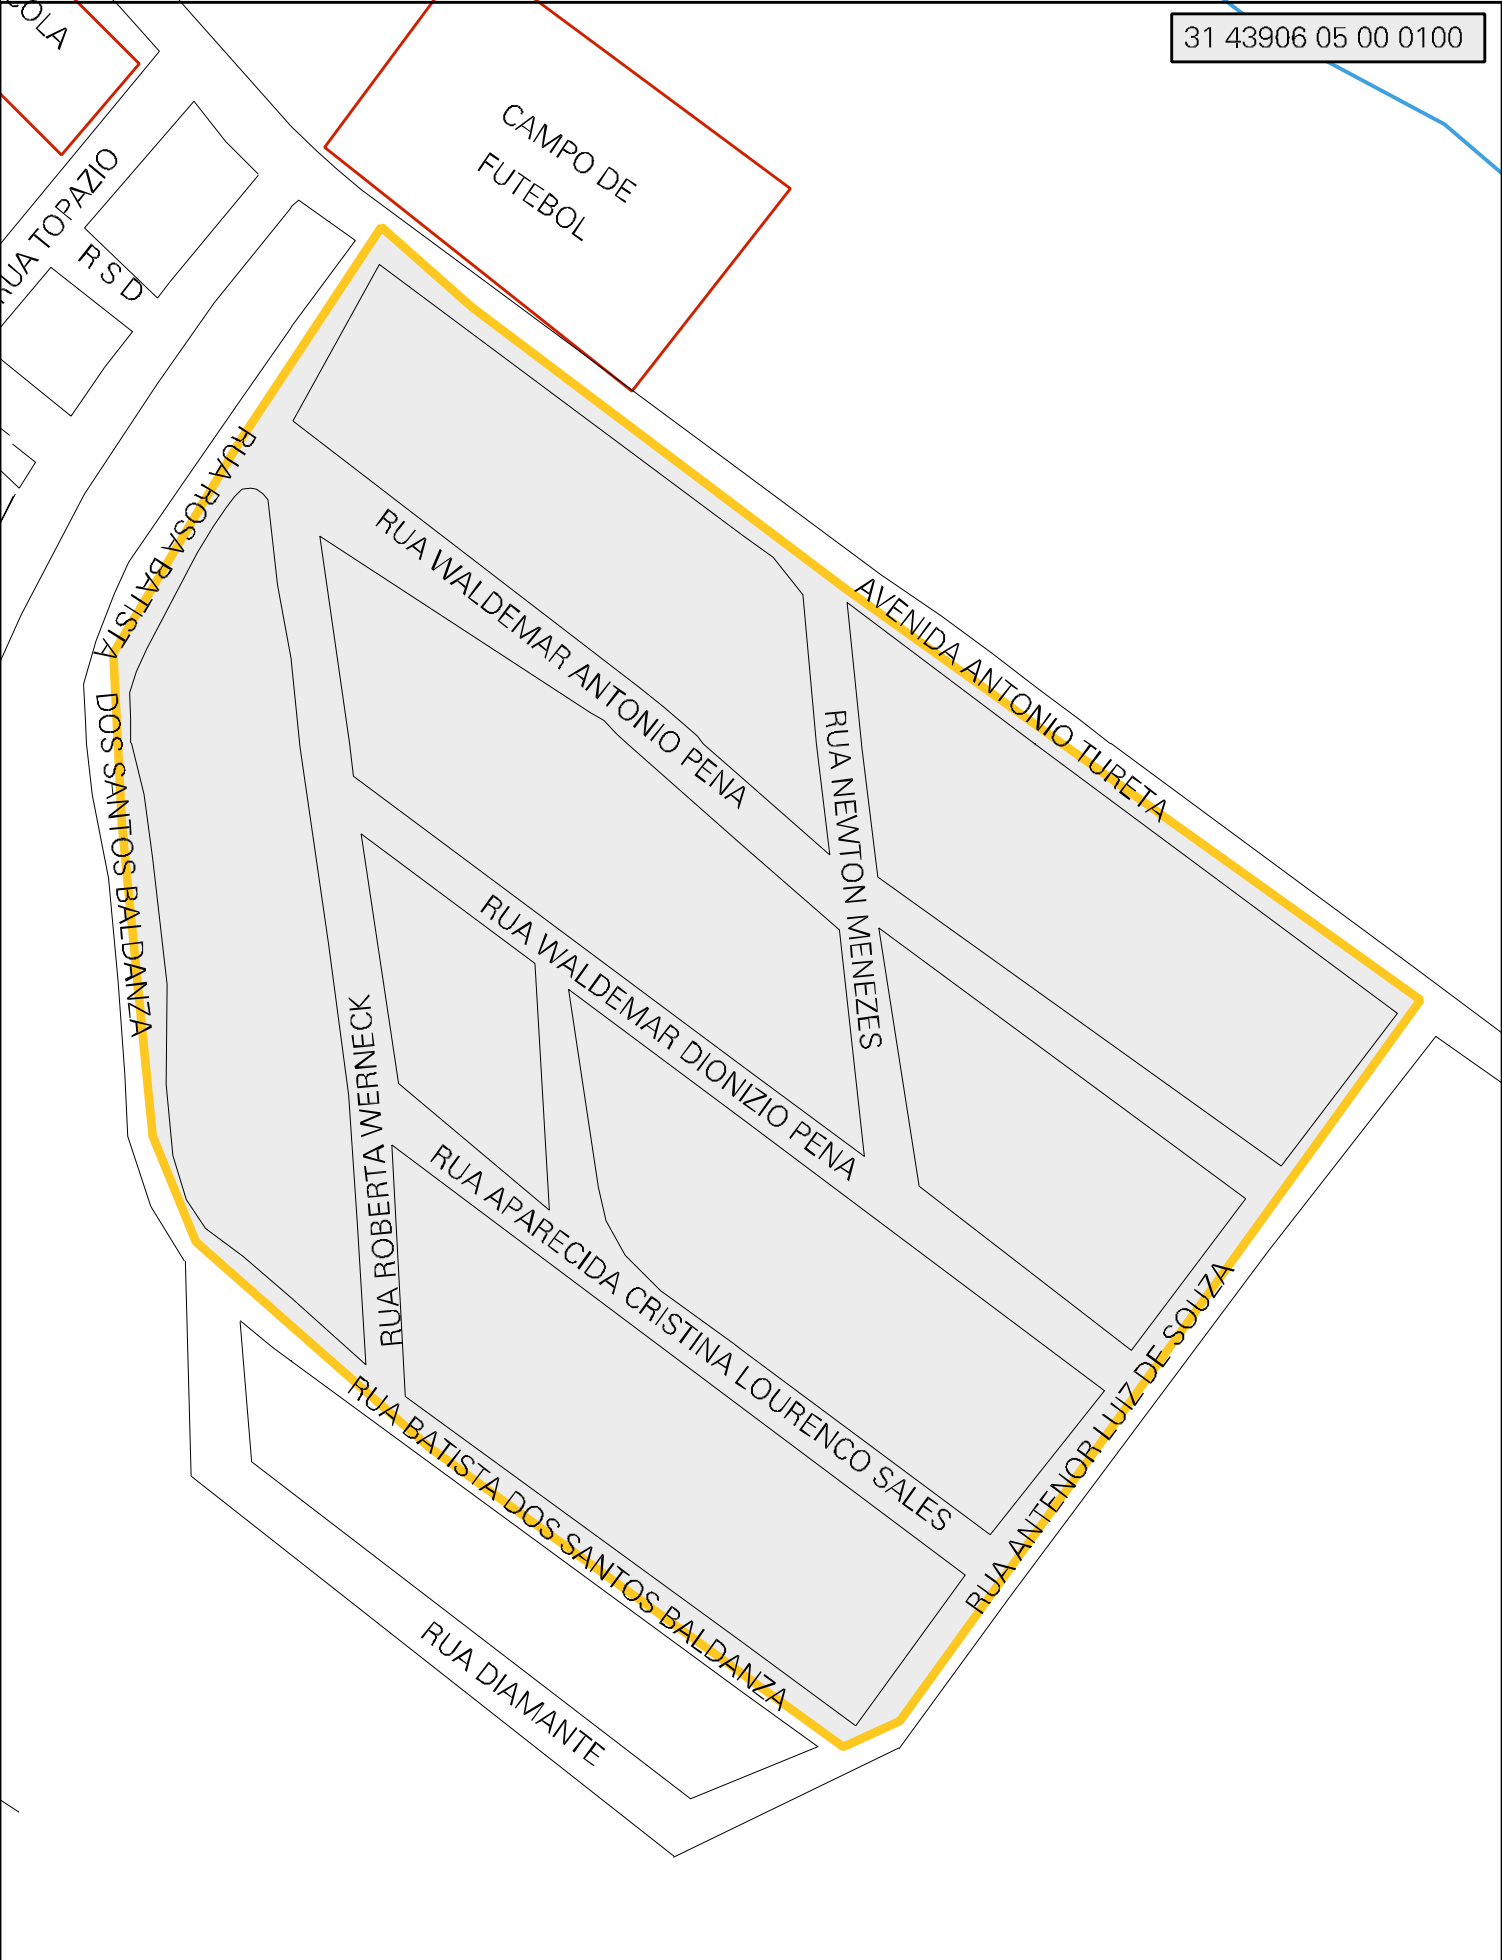 COLA
31 43906 05 00 0100
CAMPO DE
FUTEBOL
RUA TOPAZIO
R S D
RUA ROSA BATISTA
DOS SANTOS BALDANZA
RUA WALDEMAR ANTONIO PENA
AVENIDA ANTONIO TURETA
RUA NEWTON MENEZES
RUA WALDEMAR DIONIZIO PENA
RUA ROBERTA WERNECK
RUA APARECIDA CRISTINA LOURENCO SALES
RUA ANTENOR LUIZ DE SOUZA
RUA BATISTA DOS SANTOS BALDANZA
RUA DIAMANTE